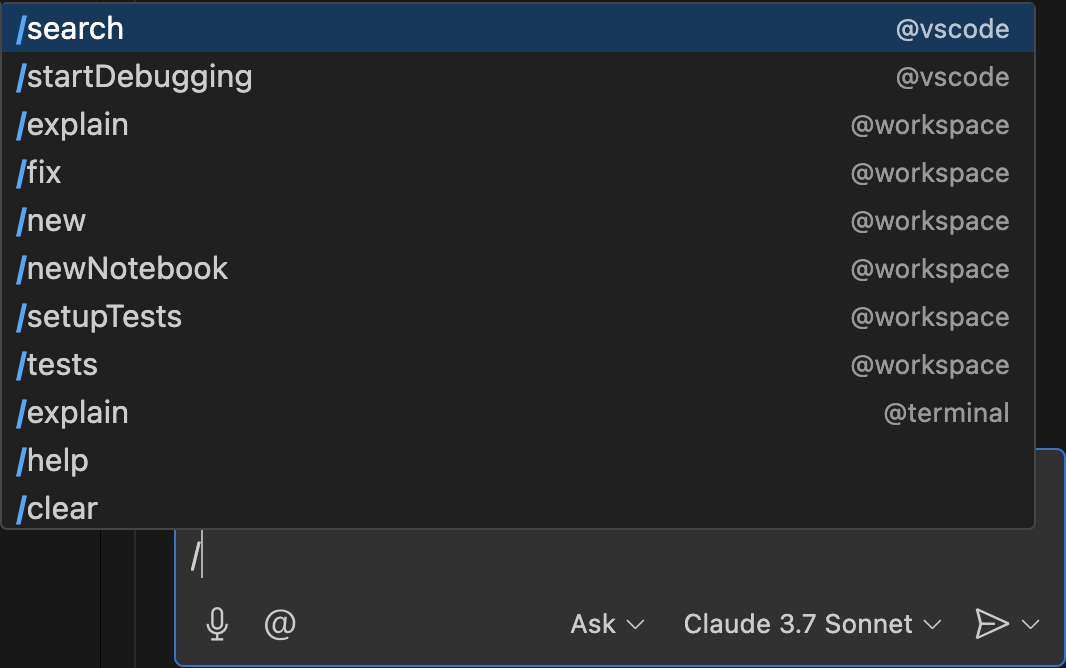 /search @vscode
/startDebugging @vscode
/explain @workspace
/fix @workspace
/new @workspace
/newNotebook @workspace
/setupTests @workspace
/tests @workspace
/explain @terminal
/help
/clear
/
@ Ask Claude 3.7 Sonnet